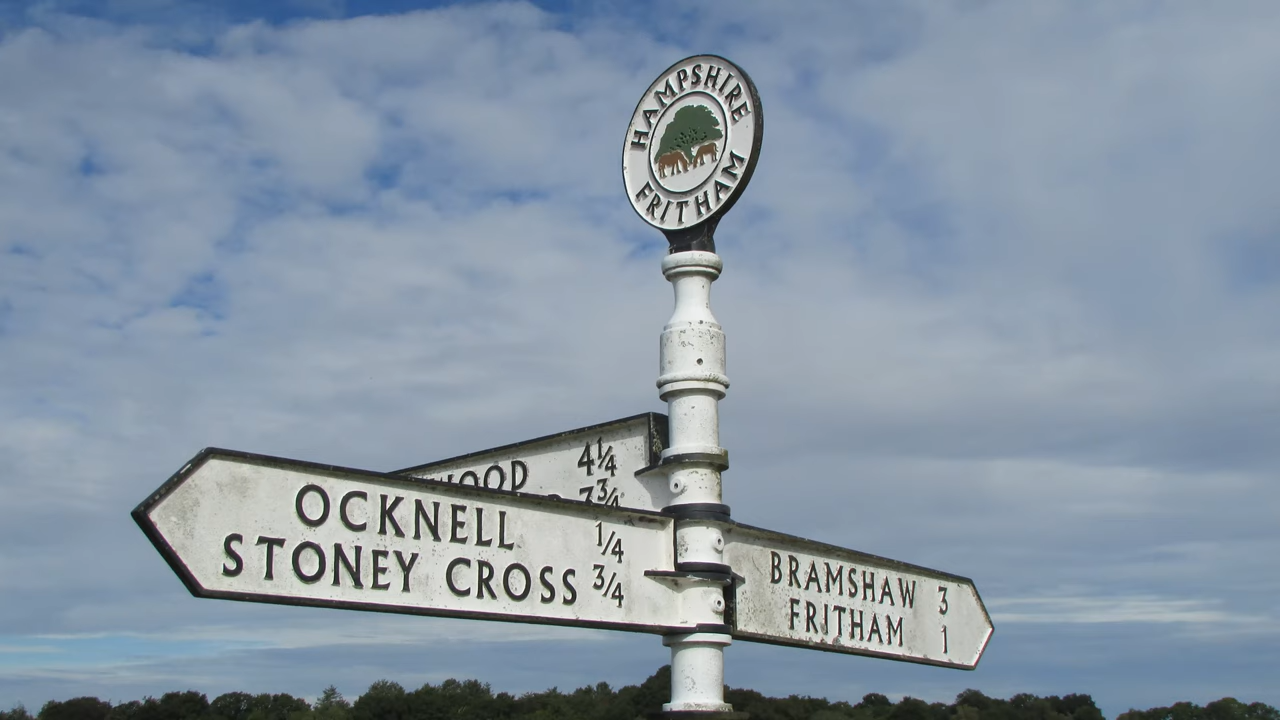 HAMPSHIRE
FRITHAM
4¼
OCKNELL ¼
STONEY CROSS ¾
BRAMSHAW 3
FRITHAM 1